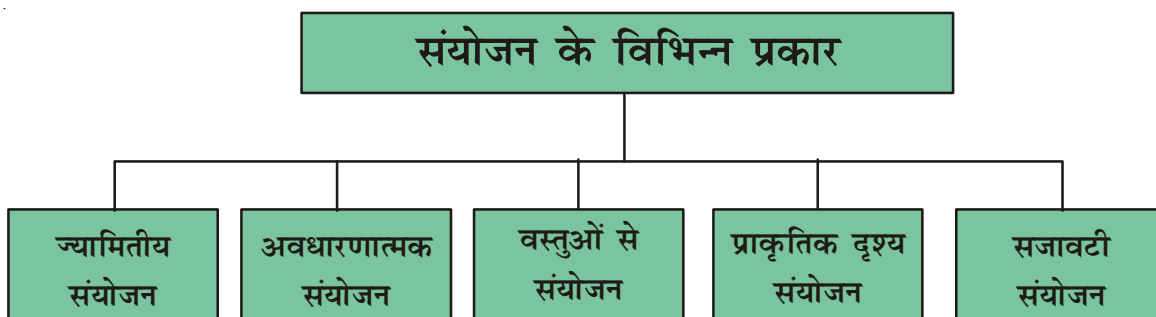 संयोजन के विभिन्न प्रकार
ज्यामितीय
संयोजन
अवधारणात्मक
संयोजन
वस्तुओं से
संयोजन
प्राकृतिक दृश्य
संयोजन
सजावटी
संयोजन